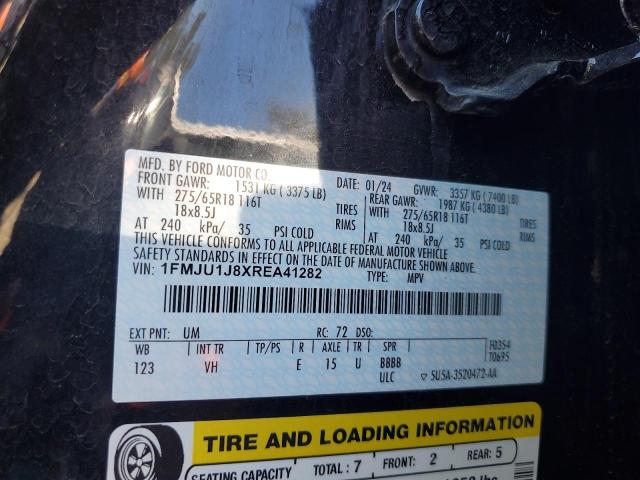 MFD. BY FORD MOTOR CO.
DATE: 01/24 GVWR: 3357 KG ( 7400 LB)
FRONT GAWR: 1531 KG ( 3375 LB) REAR GAWR: 1987 KG ( 4380 LB)
WITH 275/65R18 116T TIRES WITH 275/65R18 116T TIRES
18x8.5J RIMS 18x8.5J RIMS
AT 240 kPa/ 35 PSI COLD AT 240 kPa/ 35 PSI COLD
THIS VEHICLE CONFORMS TO ALL APPLICABLE FEDERAL MOTOR VEHICLE
SAFETY STANDARDS IN EFFECT ON THE DATE OF MANUFACTURE SHOWN ABOVE.
VIN: 1FMJU1J8XREA41282
TYPE: MPV
EXT PNT: UM RC: 72 DSO: F0354
WB INT TR TP/PS R AXLE TR SPR T0695
123 VH E 15 U BBBB
ULC ▽ SU5A-3520472-AA
TIRE AND LOADING INFORMATION
SEATING CAPACITY TOTAL : 7 FRONT: 2 REAR: 5